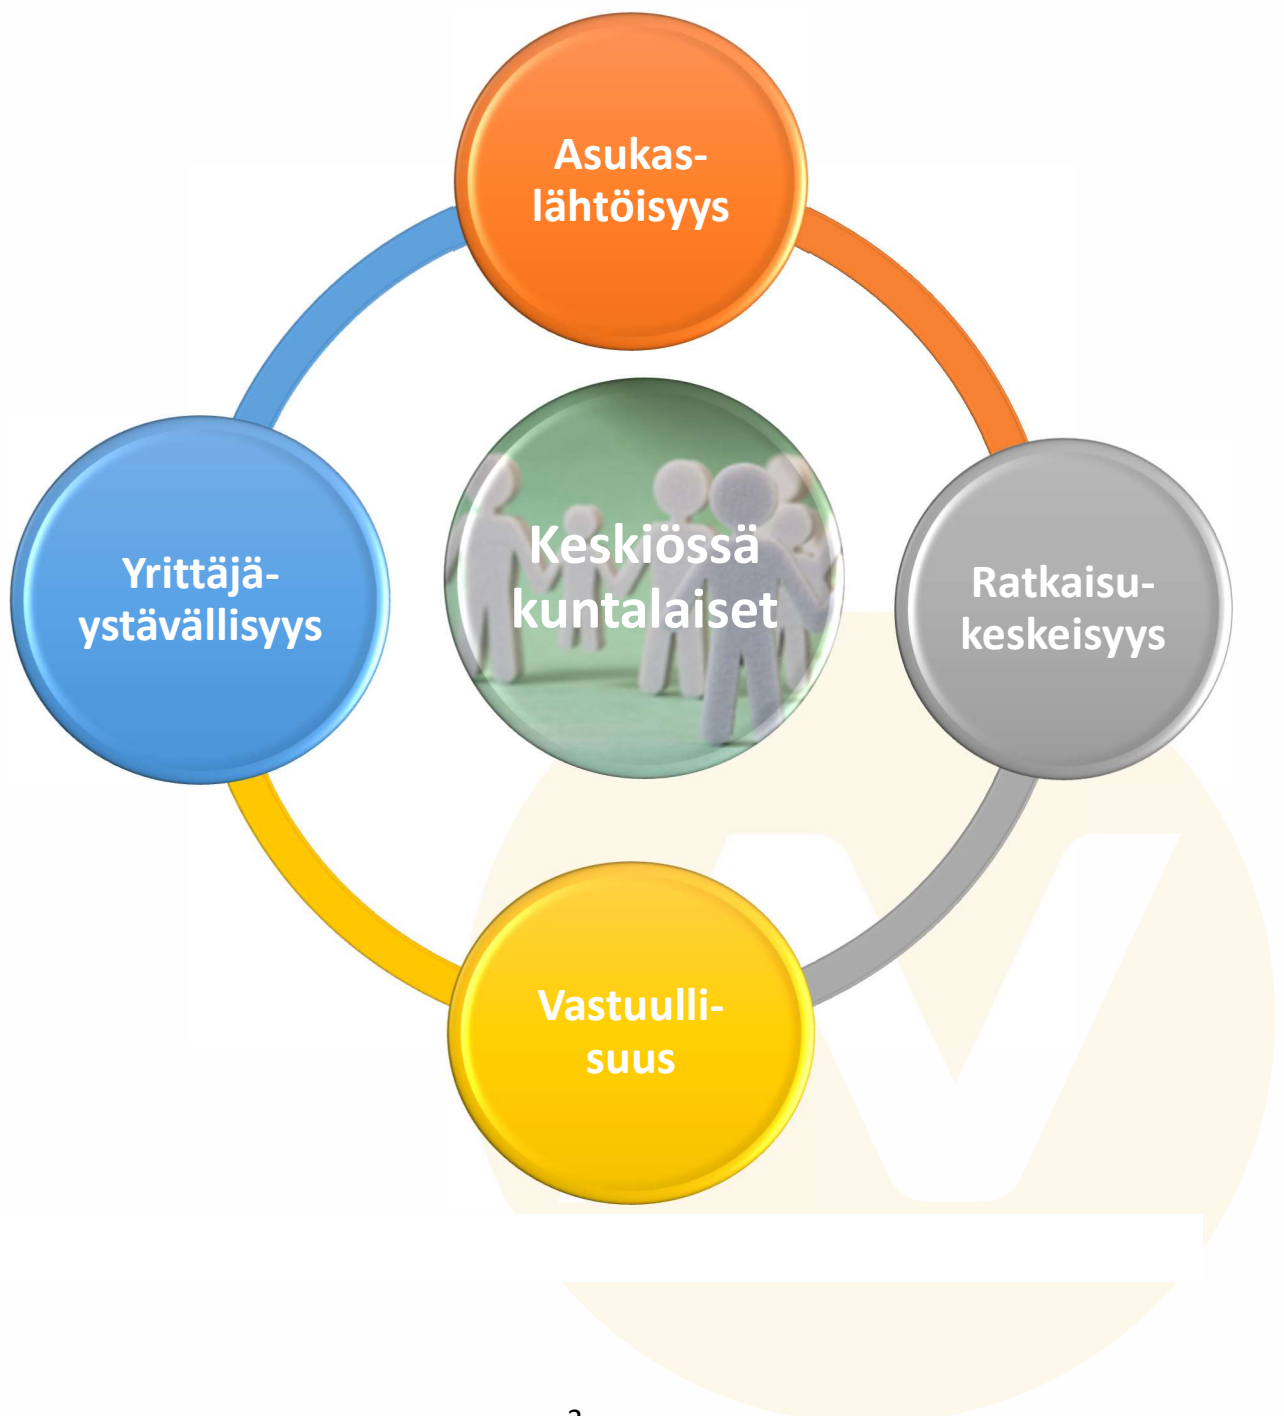 Asukas-
lähtöisyys
Yrittäjä-
ystävällisyys
Keskiössä
kuntalaiset
Ratkaisu-
keskeisyys
Vastuulli-
suus